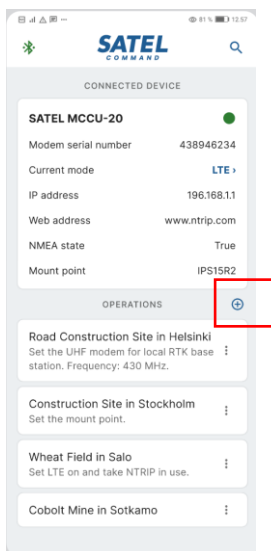 81 % 12.57
SATEL
COMMAND
CONNECTED DEVICE
SATEL MCCU-20
Modem serial number 438946234
Current mode LTE ›
IP address 196.168.1.1
Web address www.ntrip.com
NMEA state True
Mount point IPS15R2
OPERATIONS
Road Construction Site in Helsinki
Set the UHF modem for local RTK base
station. Frequency: 430 MHz.
Construction Site in Stockholm
Set the mount point.
Wheat Field in Salo
Set LTE on and take NTRIP in use.
Cobolt Mine in Sotkamo